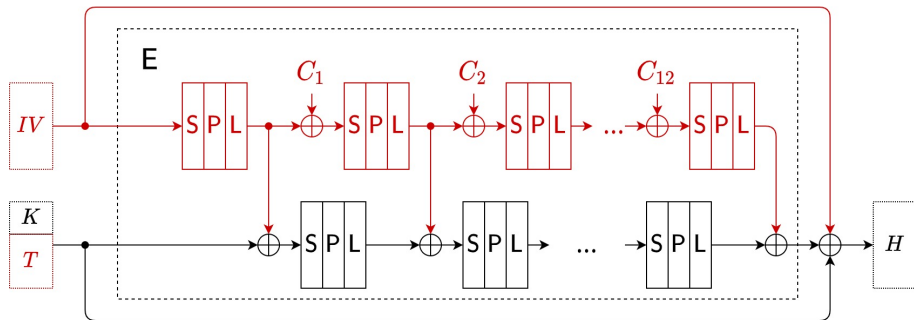 E
C₁ C₂ C₁₂
IV S P L S P L S P L ... S P L
K
T S P L S P L ... S P L H